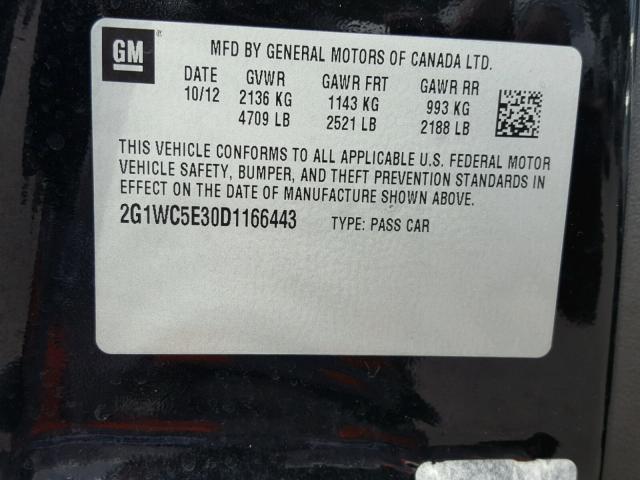 GM
MFD BY GENERAL MOTORS OF CANADA LTD.
DATE GVWR GAWR FRT GAWR RR
10/12 2136 KG 1143 KG 993 KG
4709 LB 2521 LB 2188 LB
THIS VEHICLE CONFORMS TO ALL APPLICABLE U.S. FEDERAL MOTOR
VEHICLE SAFETY, BUMPER, AND THEFT PREVENTION STANDARDS IN
EFFECT ON THE DATE OF MANUFACTURE SHOWN ABOVE.
2G1WC5E30D1166443 TYPE: PASS CAR